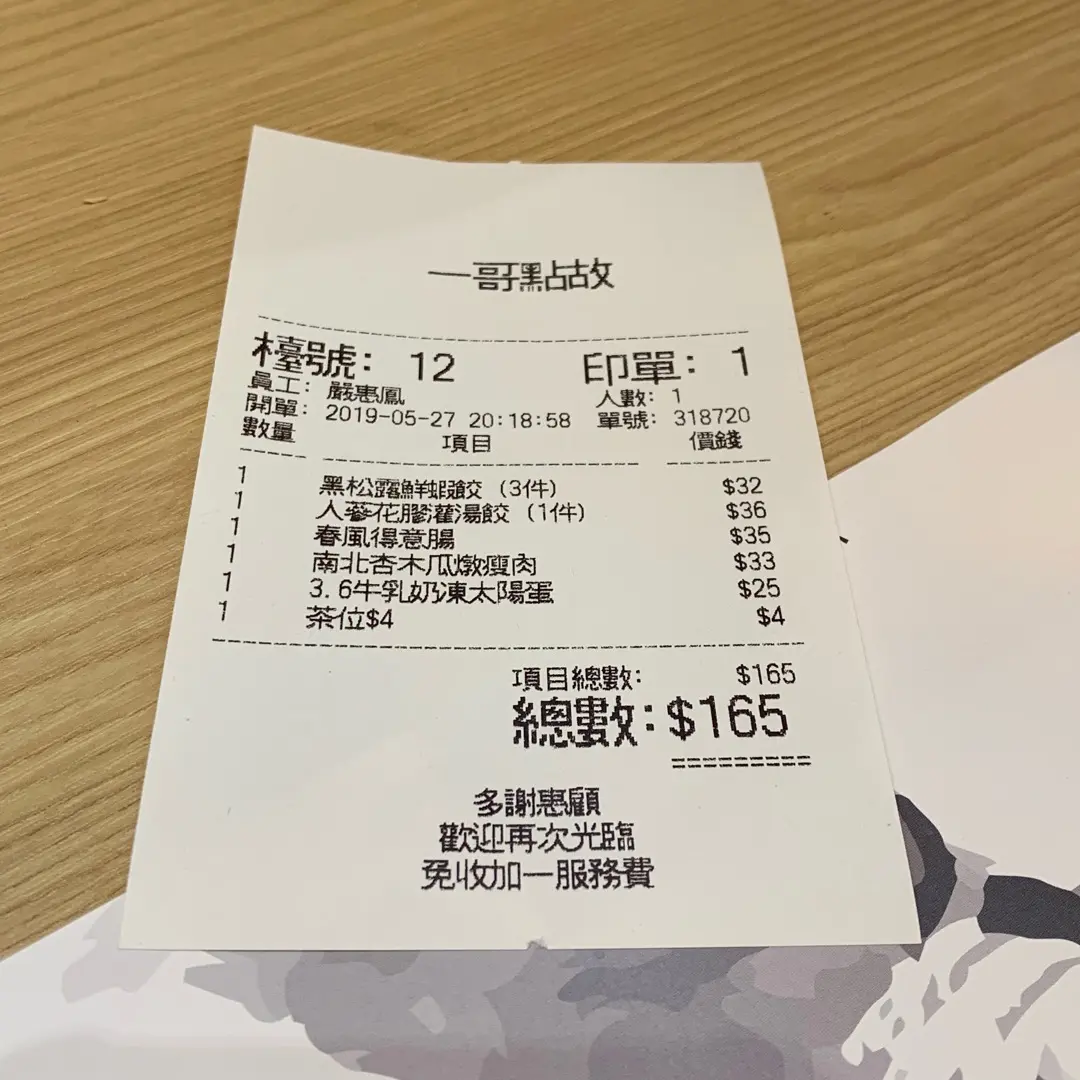 一哥點故
檯號: 12 印單: 1
員工: 嚴惠鳳 人數: 1
開單: 2019-05-27 20:18:58 單號: 318720
數量 項目 價錢
1 黑松露鮮蝦餃 (3件) $32
1 人蔘花膠灌湯餃 (1件) $36
1 春風得意腸 $35
1 南北杏木瓜燉瘦肉 $33
1 3.6牛乳奶凍太陽蛋 $25
1 茶位$4 $4
項目總數: $165
總數: $165
=========
多謝惠顧
歡迎再次光臨
免收加一服務費